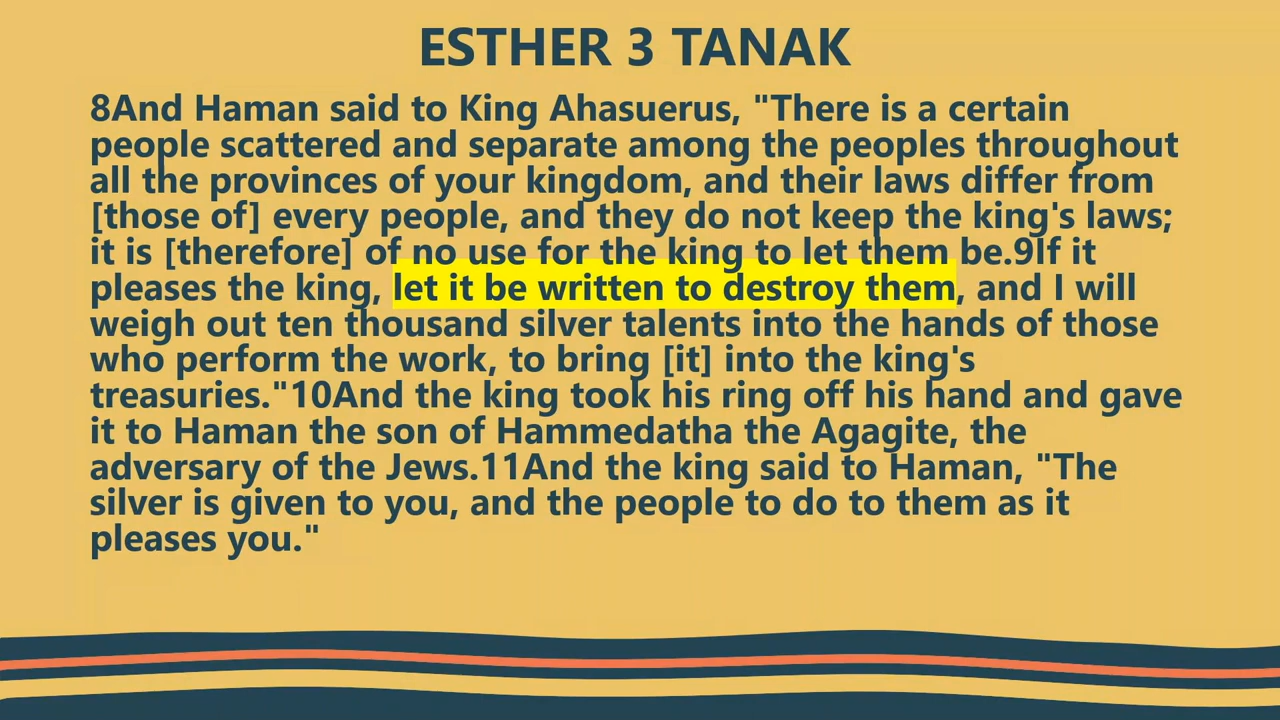 ESTHER 3 TANAK
8And Haman said to King Ahasuerus, "There is a certain
people scattered and separate among the peoples throughout
all the provinces of your kingdom, and their laws differ from
[those of] every people, and they do not keep the king's laws;
it is [therefore] of no use for the king to let them be.9If it
pleases the king, let it be written to destroy them, and I will
weigh out ten thousand silver talents into the hands of those
who perform the work, to bring [it] into the king's
treasuries."10And the king took his ring off his hand and gave
it to Haman the son of Hammedatha the Agagite, the
adversary of the Jews.11And the king said to Haman, "The
silver is given to you, and the people to do to them as it
pleases you."